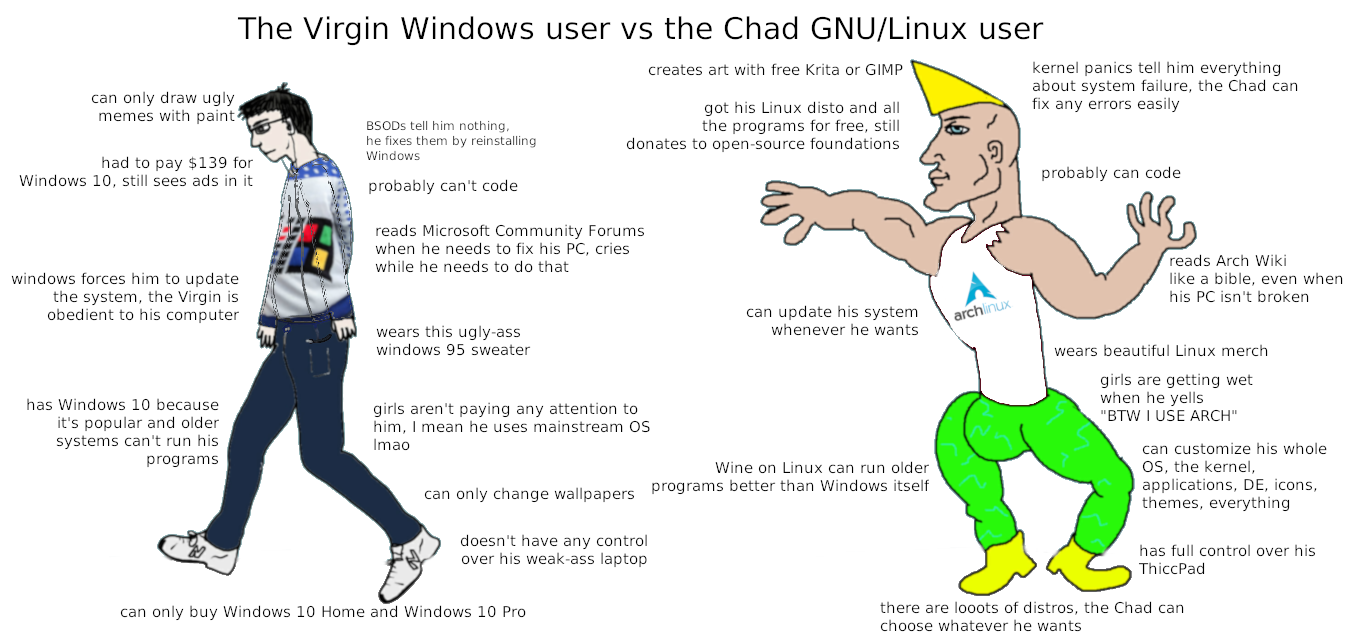 The Virgin Windows user vs the Chad GNU/Linux user
can only draw ugly
memes with paint
had to pay $139 for
Windows 10, still sees ads in it
windows forces him to update
the system, the Virgin is
obedient to his computer
has Windows 10 because
it's popular and older
systems can't run his
programs
BSODs tell him nothing,
he fixes them by reinstalling
Windows
probably can't code
reads Microsoft Community Forums
when he needs to fix his PC, cries
while he needs to do that
wears this ugly-ass
windows 95 sweater
girls aren't paying any attention to
him, I mean he uses mainstream OS
lmao
can only change wallpapers
doesn't have any control
over his weak-ass laptop
can only buy Windows 10 Home and Windows 10 Pro
creates art with free Krita or GIMP
got his Linux disto and all
the programs for free, still
donates to open-source foundations
can update his system
whenever he wants
Wine on Linux can run older
programs better than Windows itself
archlinux
kernel panics tell him everything
about system failure, the Chad can
fix any errors easily
probably can code
reads Arch Wiki
like a bible, even when
his PC isn't broken
wears beautiful Linux merch
girls are getting wet
when he yells
"BTW I USE ARCH"
can customize his whole
OS, the kernel,
applications, DE, icons,
themes, everything
has full control over his
ThiccPad
there are looots of distros, the Chad can
choose whatever he wants